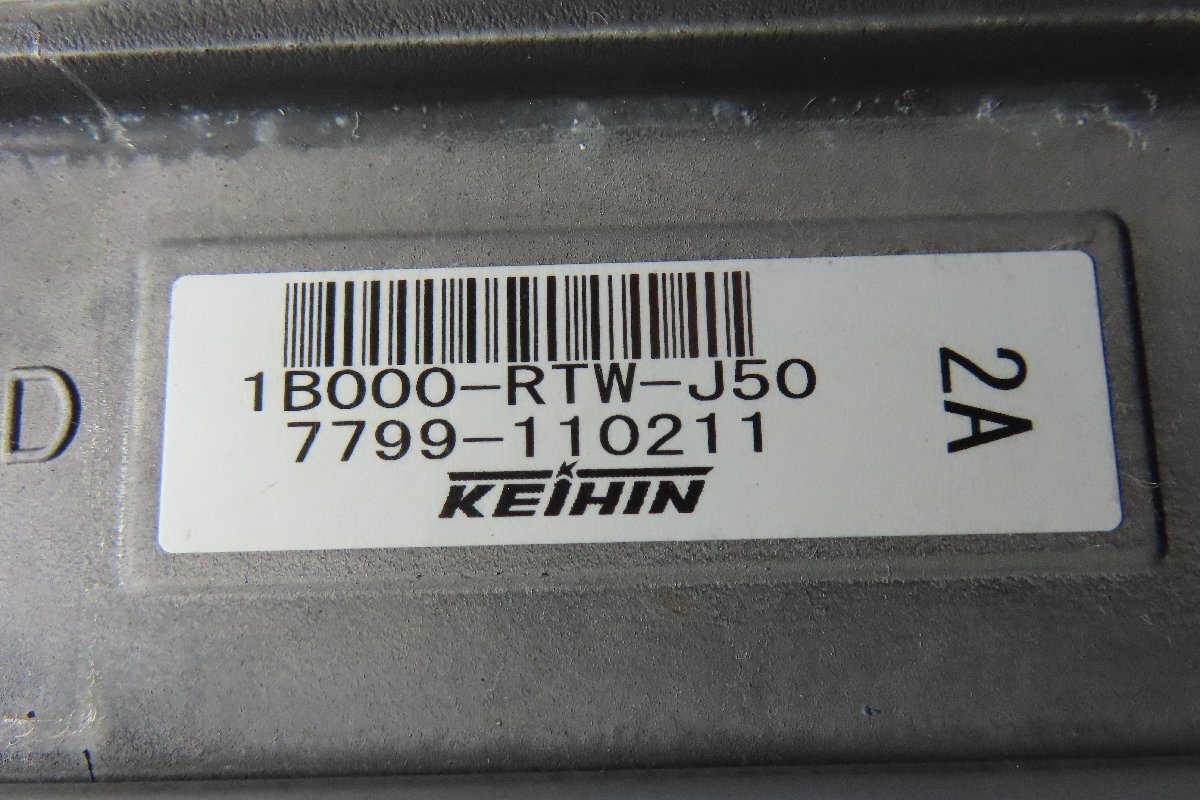 1B000-RTW-J50
7799-110211
KEIHIN
2A
D